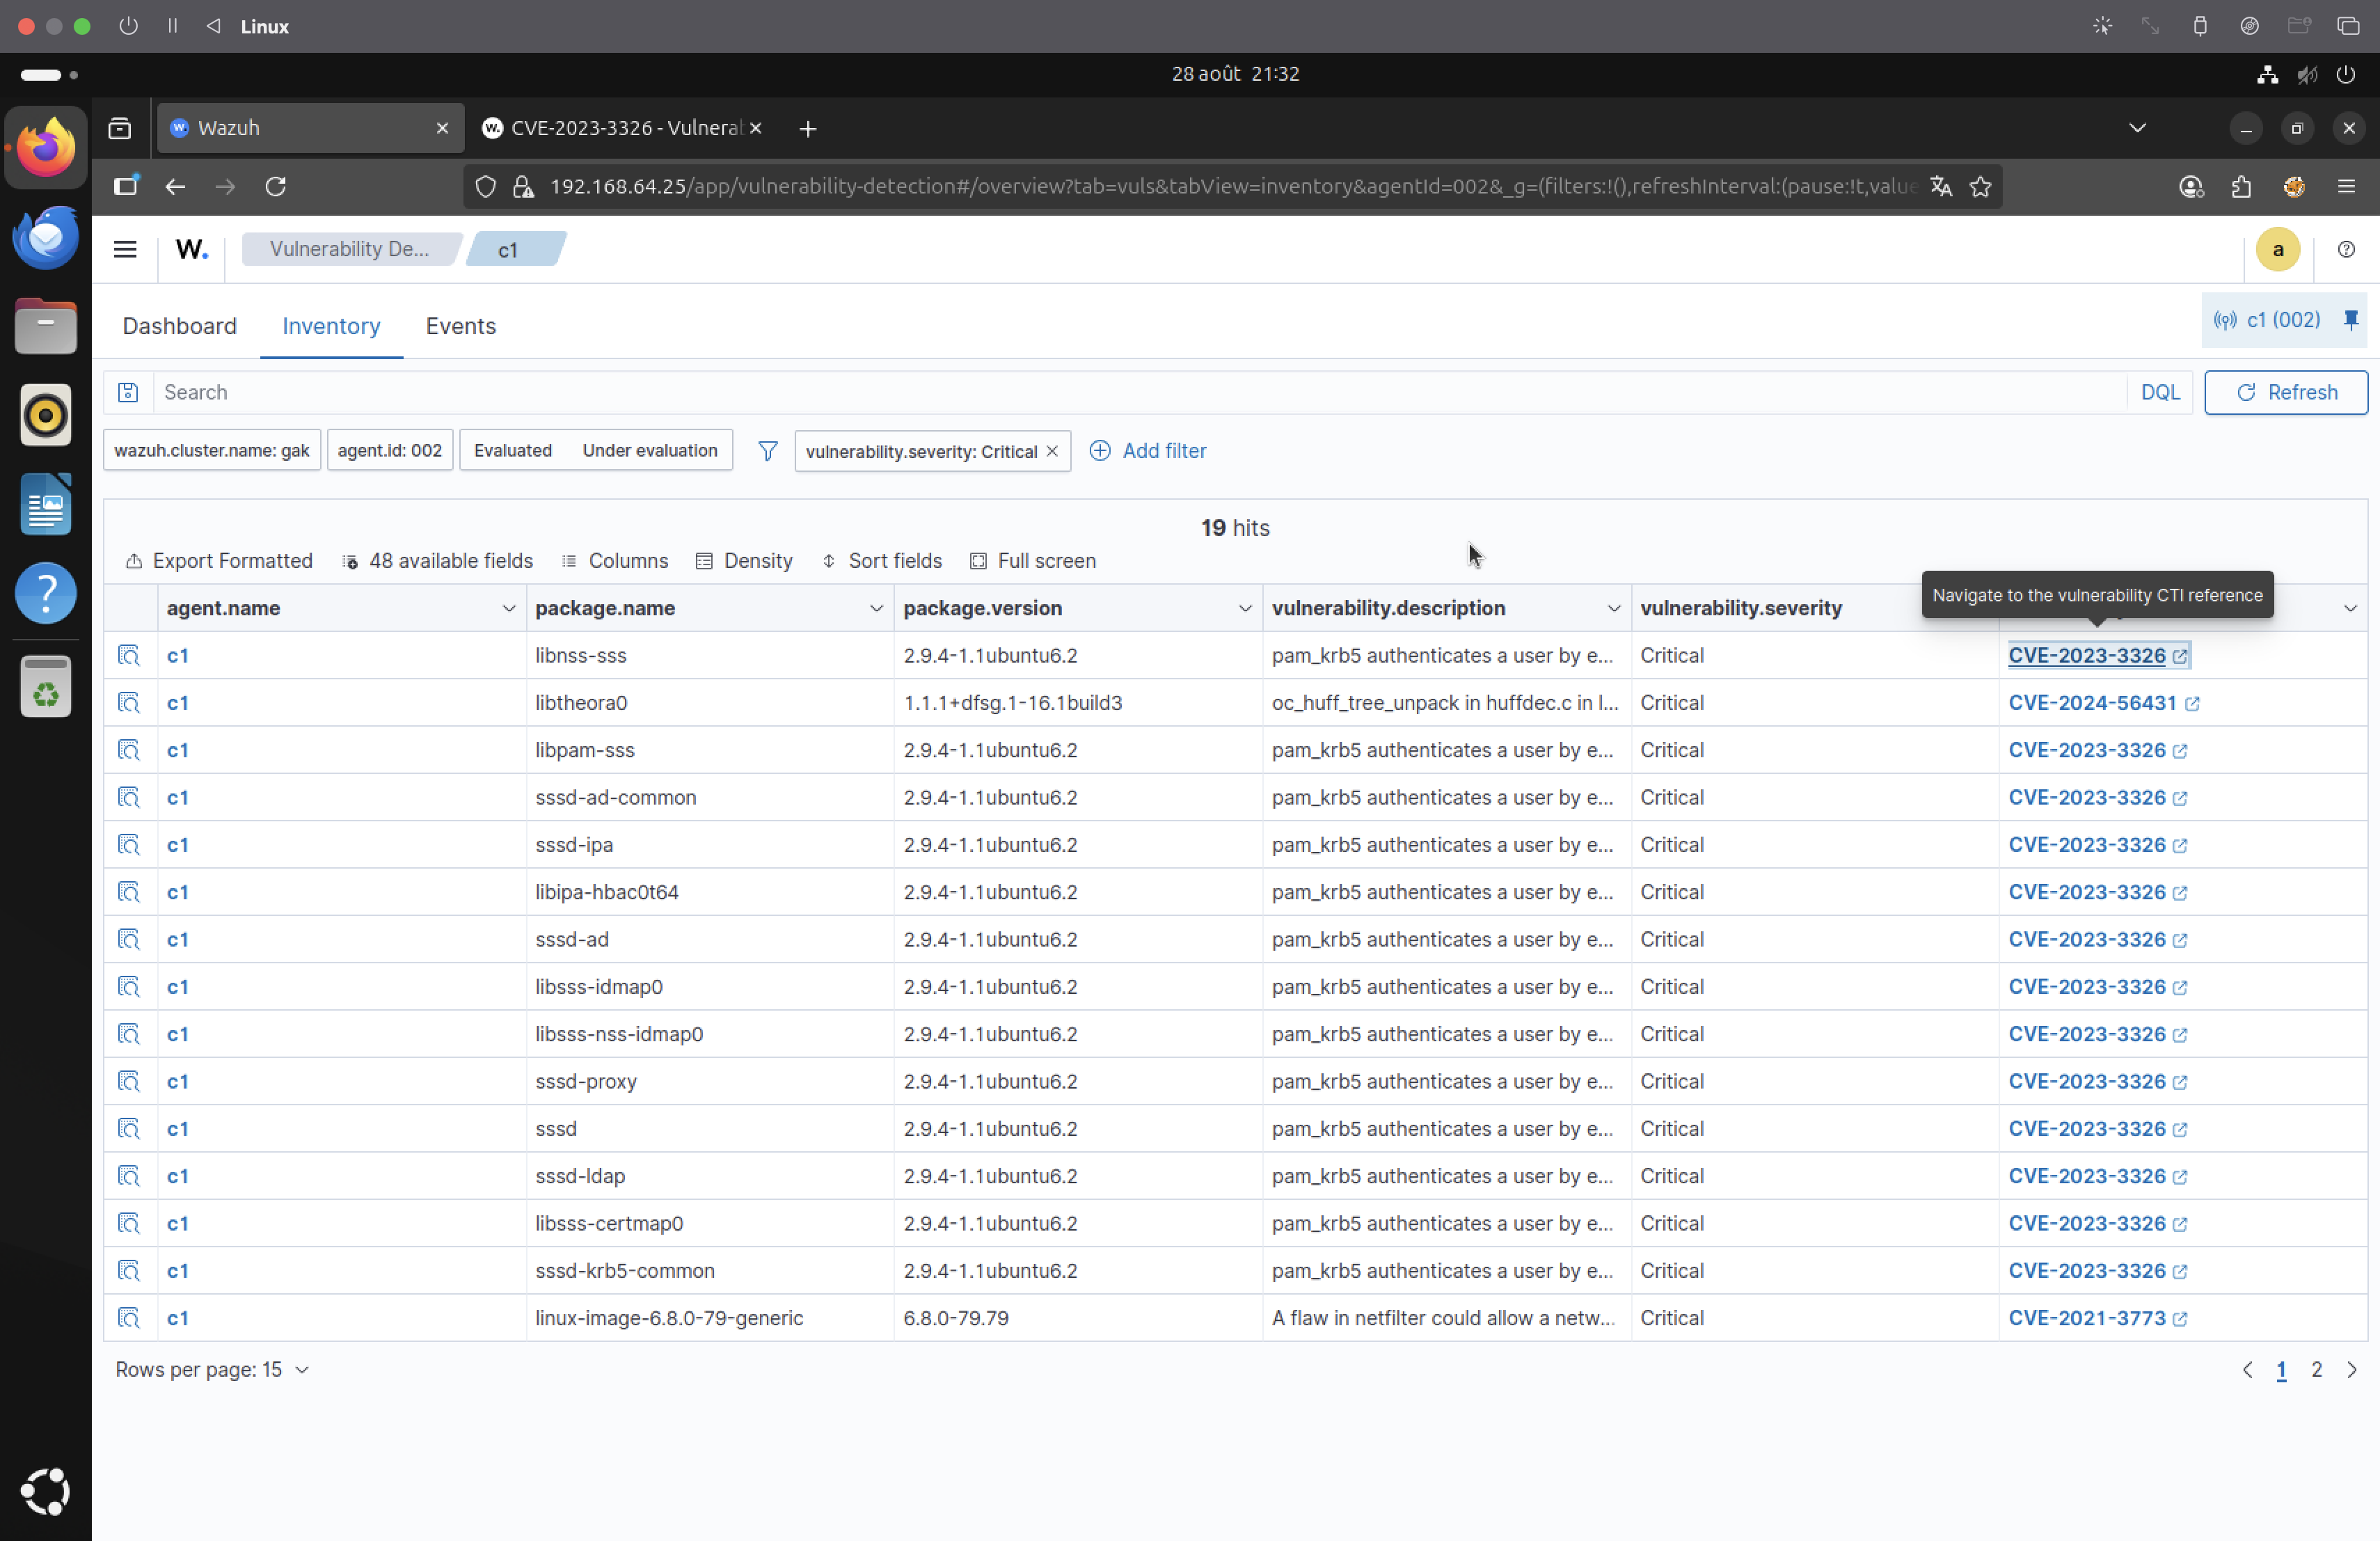 Linux
28 août 21:32
Wazuh
CVE-2023-3326 - Vulneral
192.168.64.25/app/vulnerability-detection#/overview?tab=vuls&tabView=inventory&agentId=002&_g=(filters:!(),refreshInterval:(pause:!t,value
W.
Vulnerability De...
c1
a
Dashboard
Inventory
Events
c1 (002)
Search
DQL
Refresh
wazuh.cluster.name: gak
agent.id: 002
Evaluated
Under evaluation
vulnerability.severity: Critical
Add filter
19 hits
Export Formatted
48 available fields
Columns
Density
Sort fields
Full screen
Navigate to the vulnerability CTI reference
agent.name package.name package.version vulnerability.description vulnerability.severity
c1 libnss-sss 2.9.4-1.1ubuntu6.2 pam_krb5 authenticates a user by e... Critical CVE-2023-3326
c1 libtheora0 1.1.1+dfsg.1-16.1build3 oc_huff_tree_unpack in huffdec.c in l... Critical CVE-2024-56431
c1 libpam-sss 2.9.4-1.1ubuntu6.2 pam_krb5 authenticates a user by e... Critical CVE-2023-3326
c1 sssd-ad-common 2.9.4-1.1ubuntu6.2 pam_krb5 authenticates a user by e... Critical CVE-2023-3326
c1 sssd-ipa 2.9.4-1.1ubuntu6.2 pam_krb5 authenticates a user by e... Critical CVE-2023-3326
c1 libipa-hbac0t64 2.9.4-1.1ubuntu6.2 pam_krb5 authenticates a user by e... Critical CVE-2023-3326
c1 sssd-ad 2.9.4-1.1ubuntu6.2 pam_krb5 authenticates a user by e... Critical CVE-2023-3326
c1 libsss-idmap0 2.9.4-1.1ubuntu6.2 pam_krb5 authenticates a user by e... Critical CVE-2023-3326
c1 libsss-nss-idmap0 2.9.4-1.1ubuntu6.2 pam_krb5 authenticates a user by e... Critical CVE-2023-3326
c1 sssd-proxy 2.9.4-1.1ubuntu6.2 pam_krb5 authenticates a user by e... Critical CVE-2023-3326
c1 sssd 2.9.4-1.1ubuntu6.2 pam_krb5 authenticates a user by e... Critical CVE-2023-3326
c1 sssd-ldap 2.9.4-1.1ubuntu6.2 pam_krb5 authenticates a user by e... Critical CVE-2023-3326
c1 libsss-certmap0 2.9.4-1.1ubuntu6.2 pam_krb5 authenticates a user by e... Critical CVE-2023-3326
c1 sssd-krb5-common 2.9.4-1.1ubuntu6.2 pam_krb5 authenticates a user by e... Critical CVE-2023-3326
c1 linux-image-6.8.0-79-generic 6.8.0-79.79 A flaw in netfilter could allow a netw... Critical CVE-2021-3773
Rows per page: 15
1 2